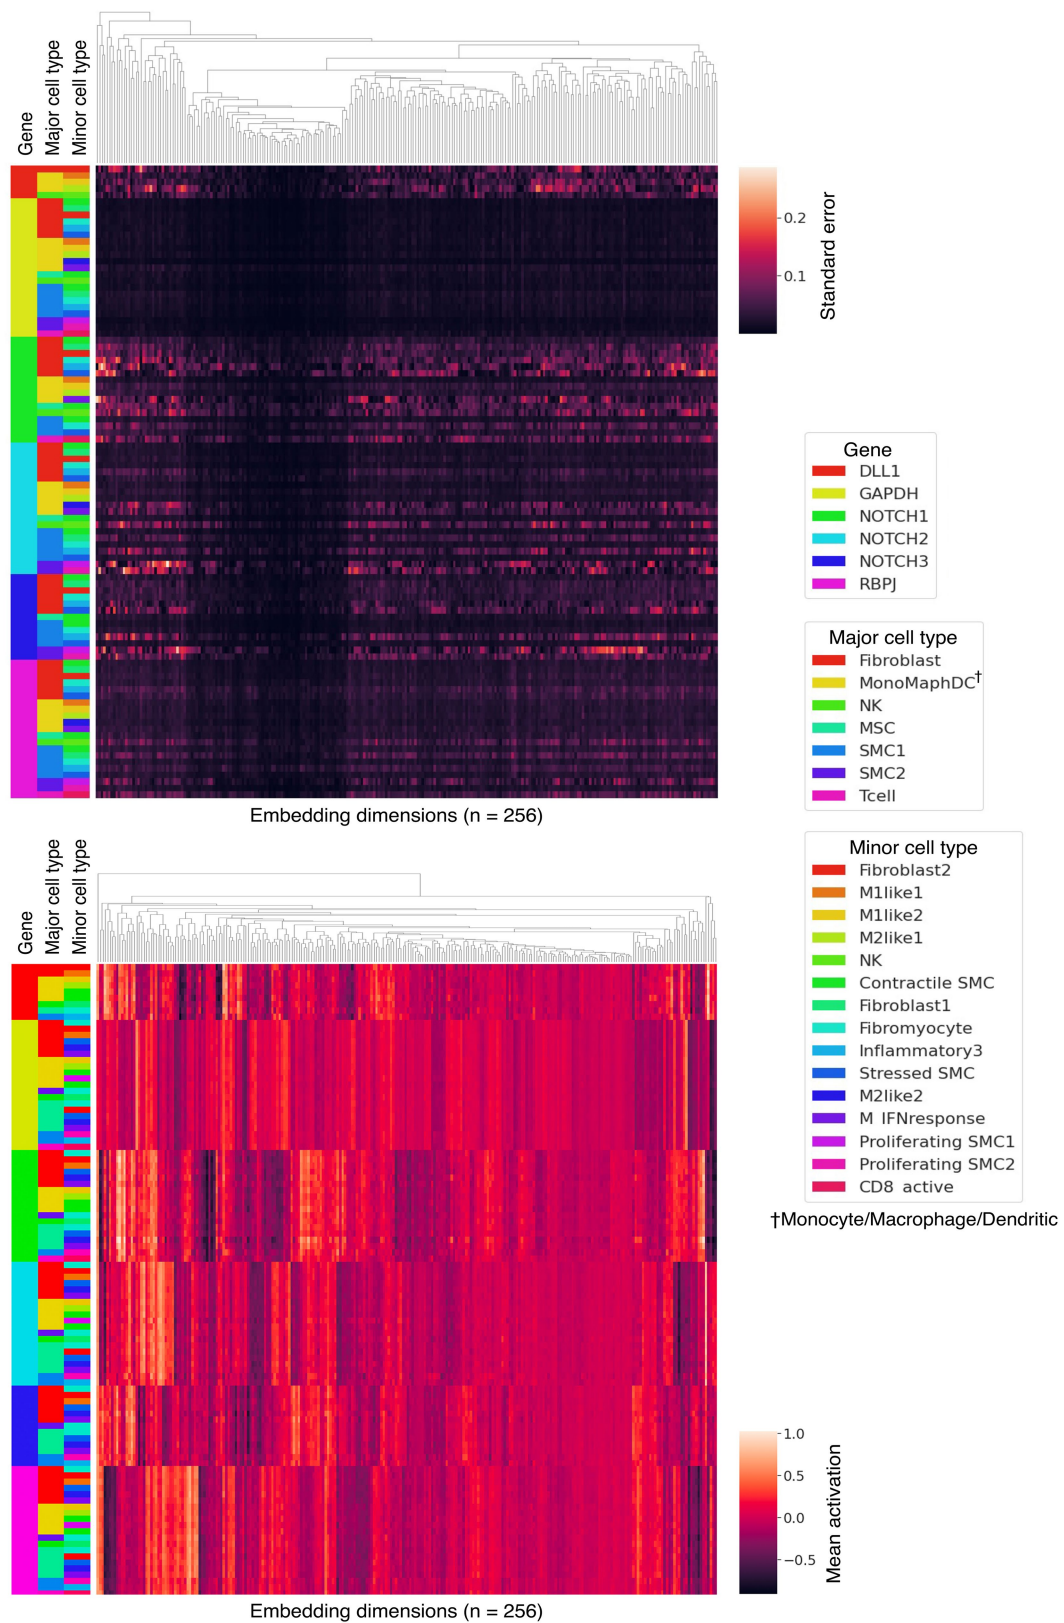 Gene
Major cell type
Minor cell type
0.2
0.1
Standard error
Embedding dimensions (n = 256)
Gene
DLL1
GAPDH
NOTCH1
NOTCH2
NOTCH3
RBPJ
Major cell type
Fibroblast
MonoMaphDC†
NK
MSC
SMC1
SMC2
Tcell
Minor cell type
Fibroblast2
M1like1
M1like2
M2like1
NK
Contractile SMC
Fibroblast1
Fibromyocyte
Inflammatory3
Stressed SMC
M2like2
M IFNresponse
Proliferating SMC1
Proliferating SMC2
CD8 active
†Monocyte/Macrophage/Dendritic
Gene
Major cell type
Minor cell type
1.0
0.5
0.0
−0.5
Mean activation
Embedding dimensions (n = 256)